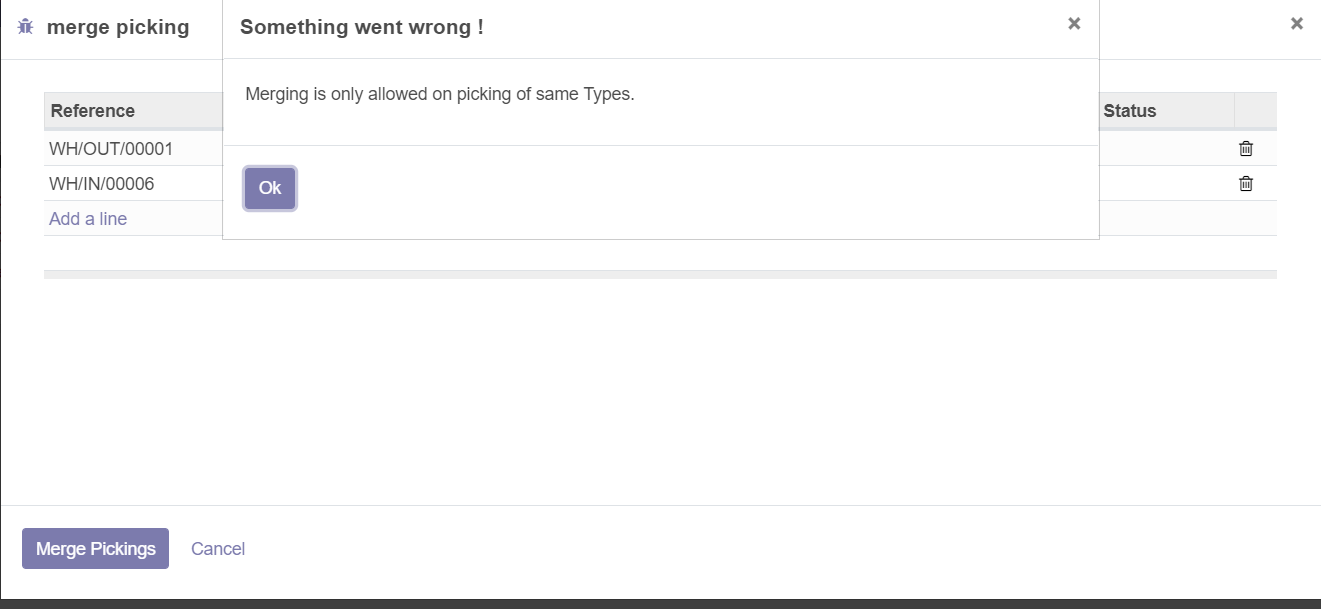 merge picking
Something went wrong !
Merging is only allowed on picking of same Types.
Ok
Reference
Status
WH/OUT/00001
WH/IN/00006
Add a line
Merge Pickings
Cancel